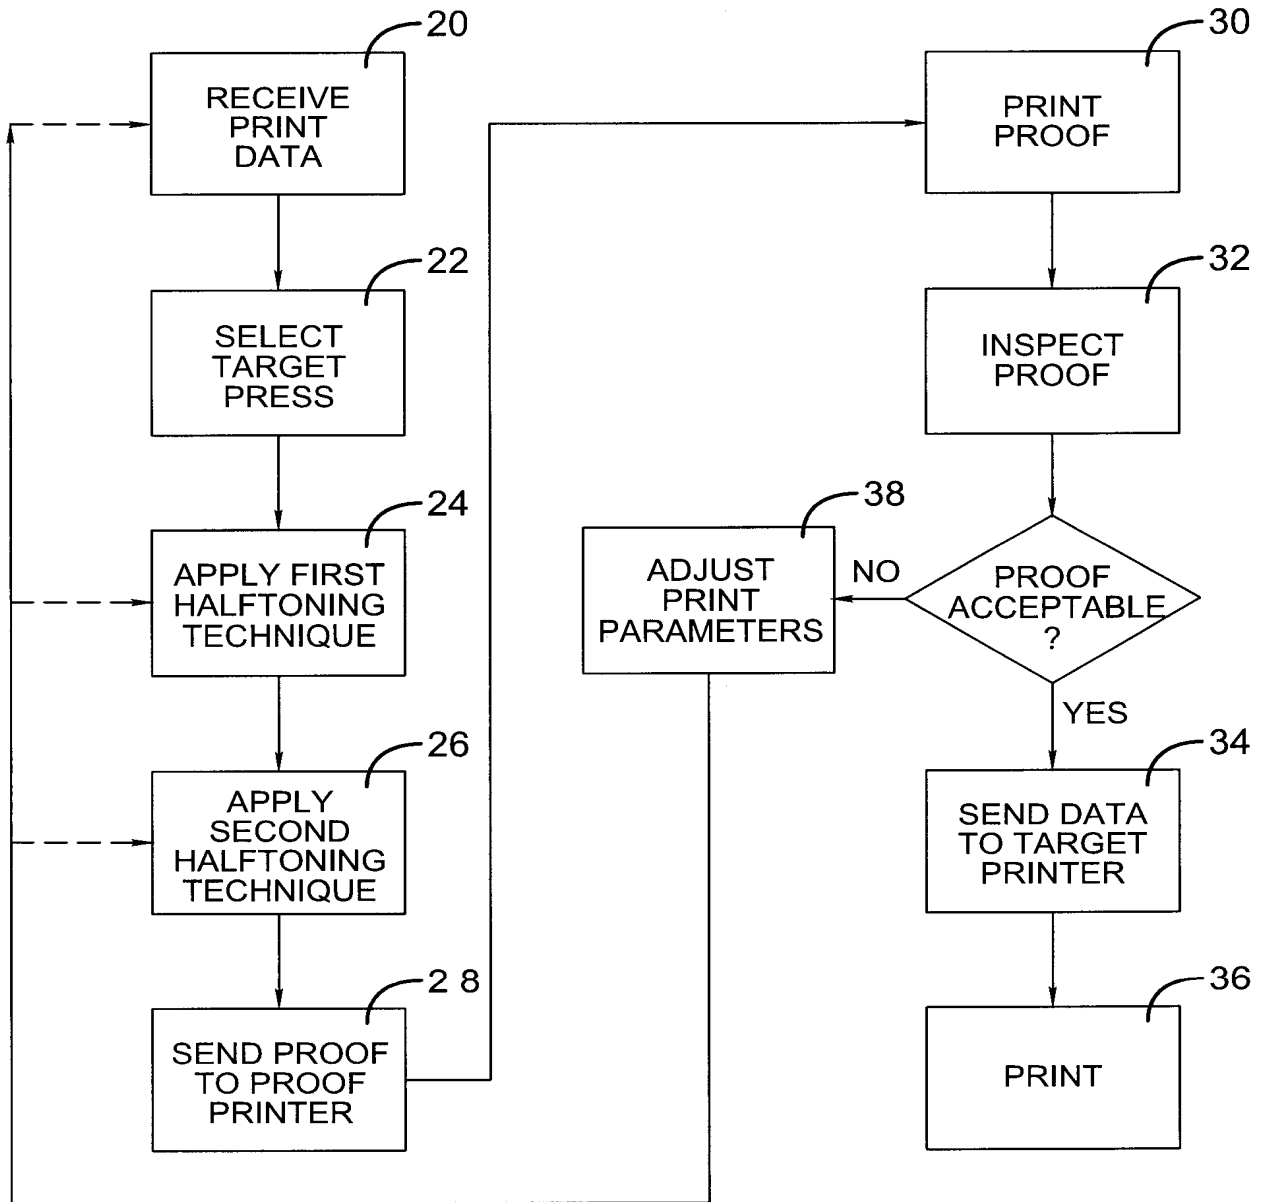 20
RECEIVE
PRINT
DATA
22
SELECT
TARGET
PRESS
24
APPLY FIRST
HALFTONING
TECHNIQUE
26
APPLY
SECOND
HALFTONING
TECHNIQUE
2 8
SEND PROOF
TO PROOF
PRINTER
30
PRINT
PROOF
32
INSPECT
PROOF
PROOF
ACCEPTABLE
?
NO
38
ADJUST
PRINT
PARAMETERS
YES
34
SEND DATA
TO TARGET
PRINTER
36
PRINT